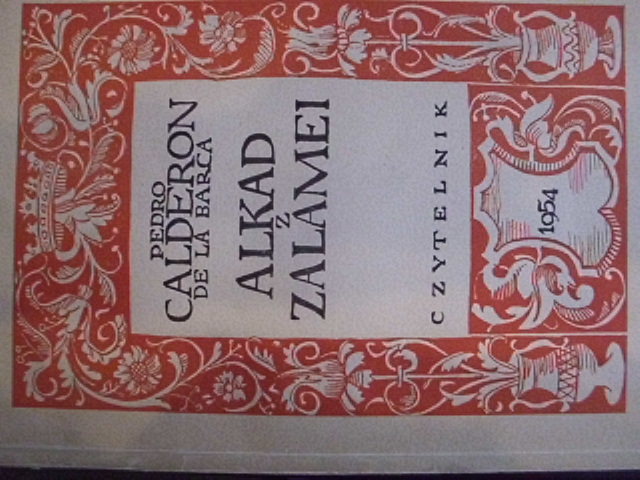 PEDRO
CALDERON
DE LA BARCA
ALKAD
Z
ZALAMEI
CZYTELNIK
1954